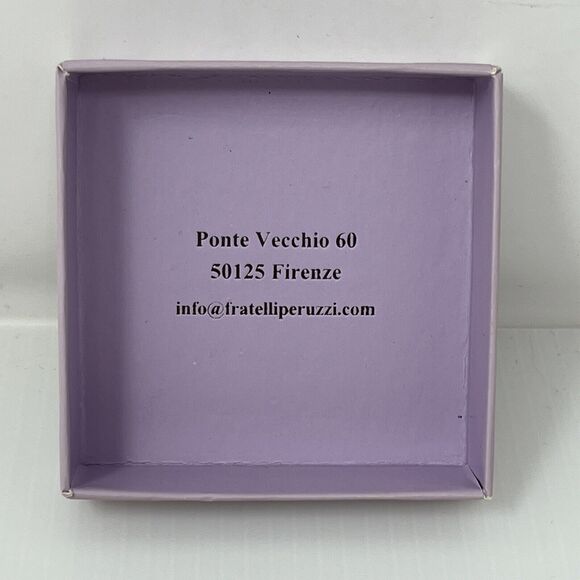 Ponte Vecchio 60
50125 Firenze
info@fratelliperuzzi.com